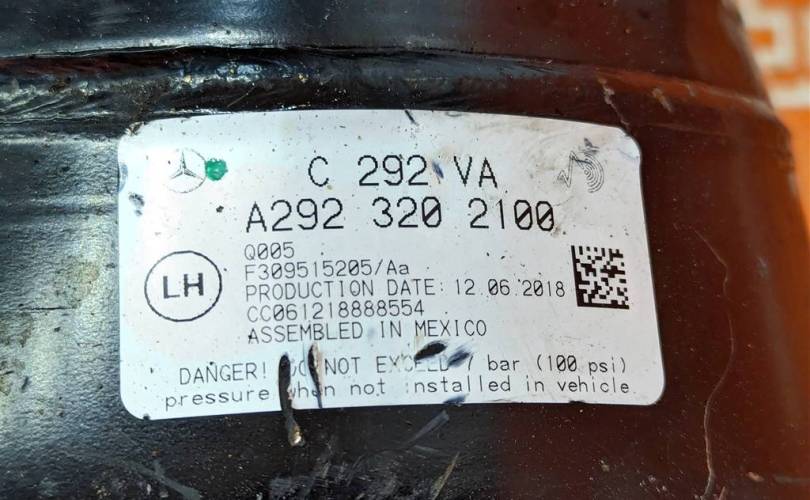 C 292 VA
A292 320 2100
Q005
F309515205/Aa
LH
PRODUCTION DATE: 12.06.2018
CC061218888554
ASSEMBLED IN MEXICO
DANGER! DO NOT EXCEED 7 bar (100 psi)
pressure when not installed in vehicle